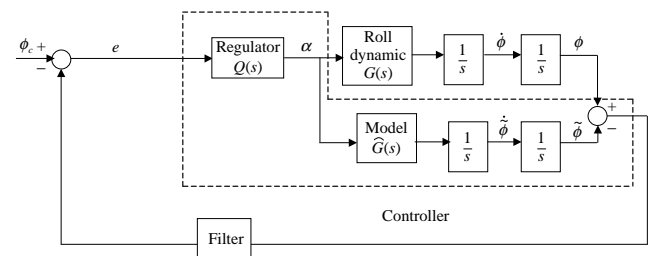 ϕc +
−
e
Regulator
Q(s)
α
Roll
dynamic
G(s)
1/s
ϕ̇
1/s
ϕ
+
−
Model
Ĝ(s)
1/s
ϕ̃̇
1/s
ϕ̃
Controller
Filter